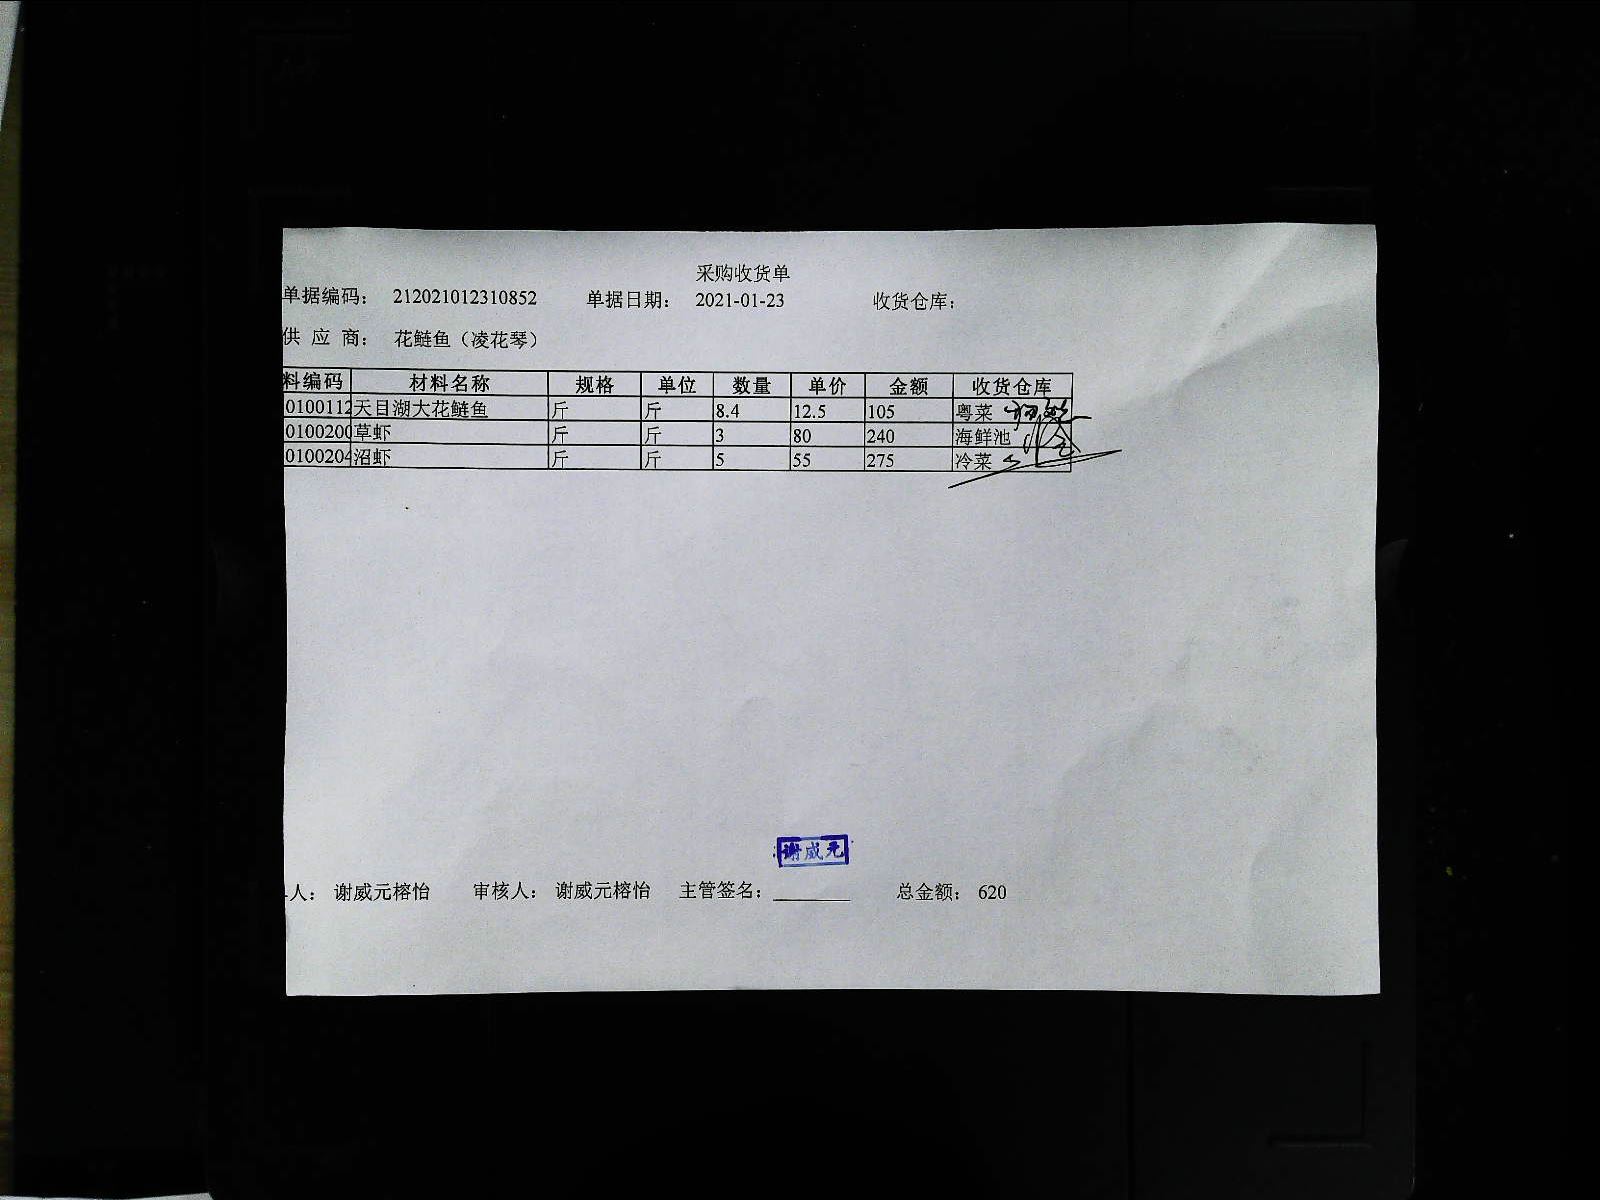 采购收货单
单据编码： 212021012310852 单据日期： 2021-01-23 收货仓库：
供 应 商： 花鲢鱼（凌花琴）
料编码 材料名称 规格 单位 数量 单价 金额 收货仓库
0100112 天目湖大花鲢鱼 斤 斤 8.4 12.5 105 粤菜
010020 草虾 斤 斤 3 80 240 海鲜池
0100204 沼虾 斤 斤 5 55 275 冷菜
谢威元
人： 谢威元榕怡 审核人： 谢威元榕怡 主管签名： 总金额： 620